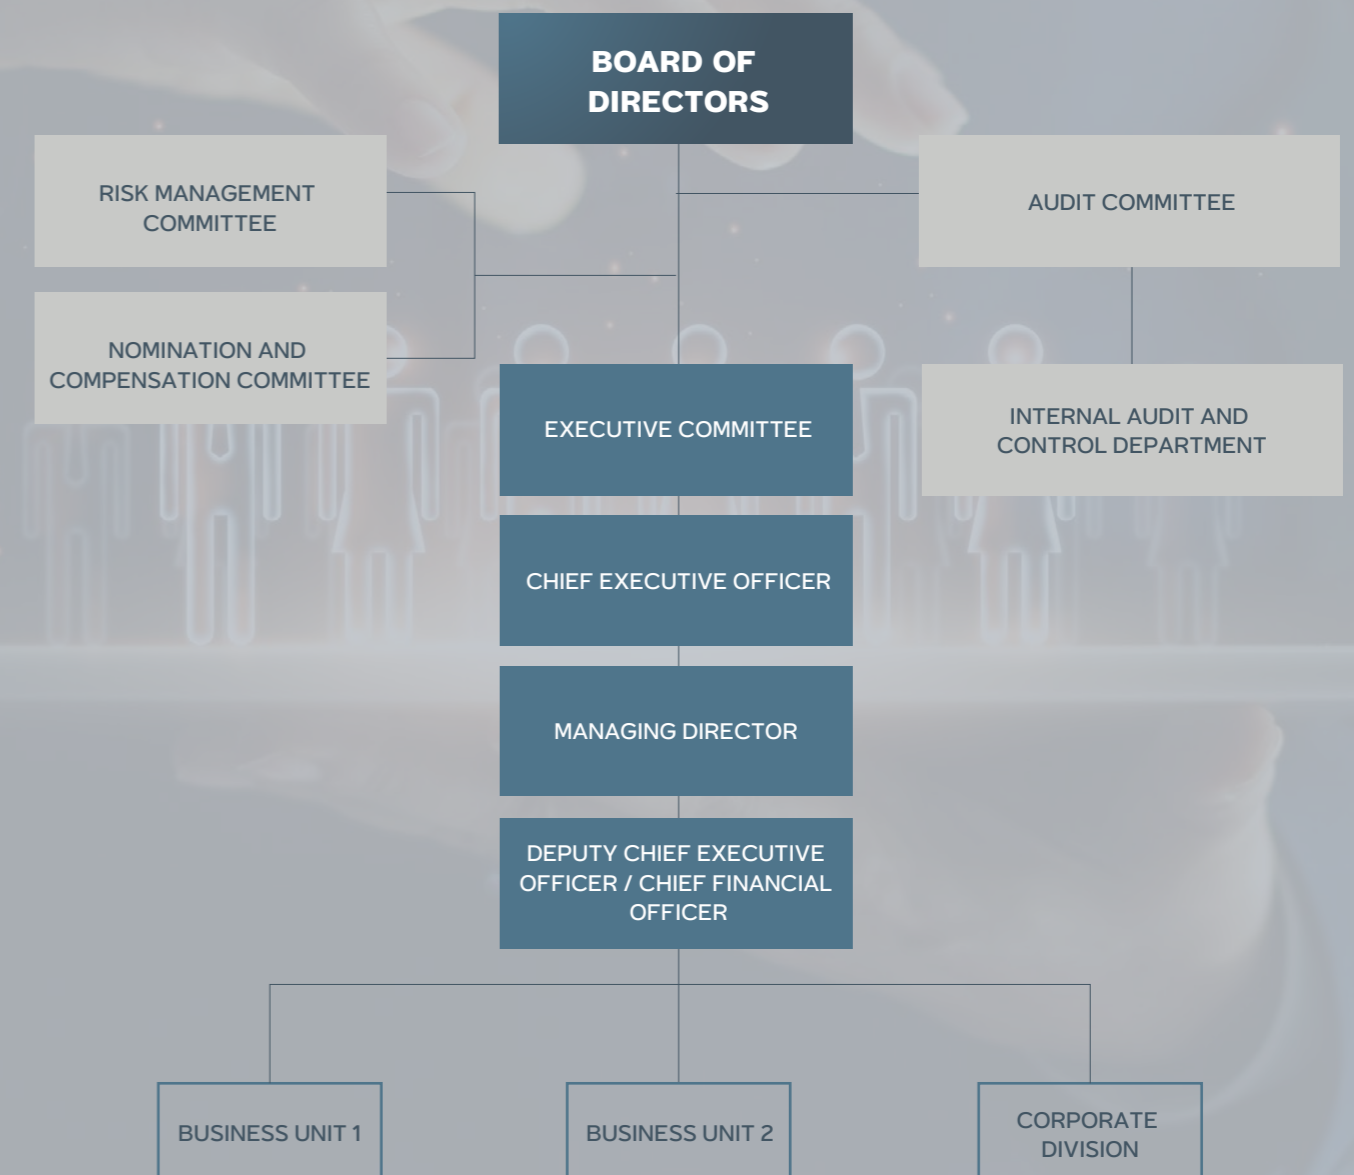 BOARD OF
DIRECTORS
RISK MANAGEMENT
COMMITTEE
AUDIT COMMITTEE
NOMINATION AND
COMPENSATION COMMITTEE
EXECUTIVE COMMITTEE
INTERNAL AUDIT AND
CONTROL DEPARTMENT
CHIEF EXECUTIVE OFFICER
MANAGING DIRECTOR
DEPUTY CHIEF EXECUTIVE
OFFICER / CHIEF FINANCIAL
OFFICER
BUSINESS UNIT 1
BUSINESS UNIT 2
CORPORATE
DIVISION